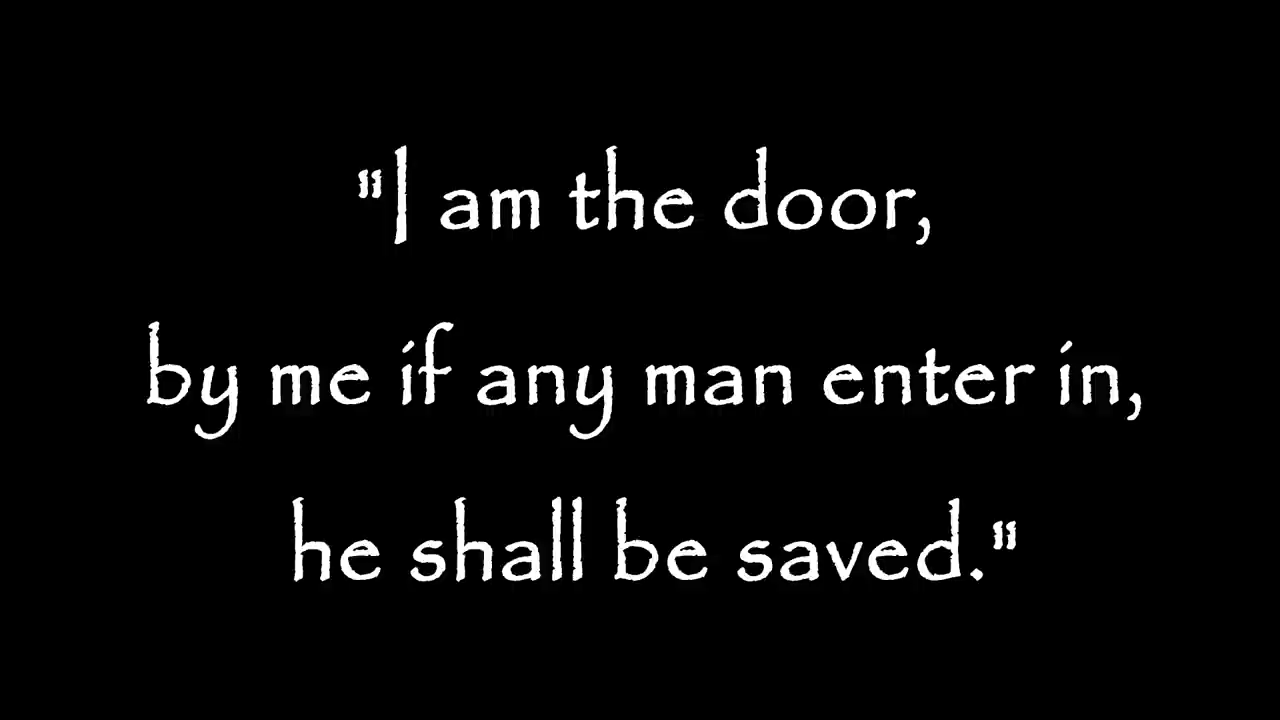 "I am the door,
by me if any man enter in,
he shall be saved."